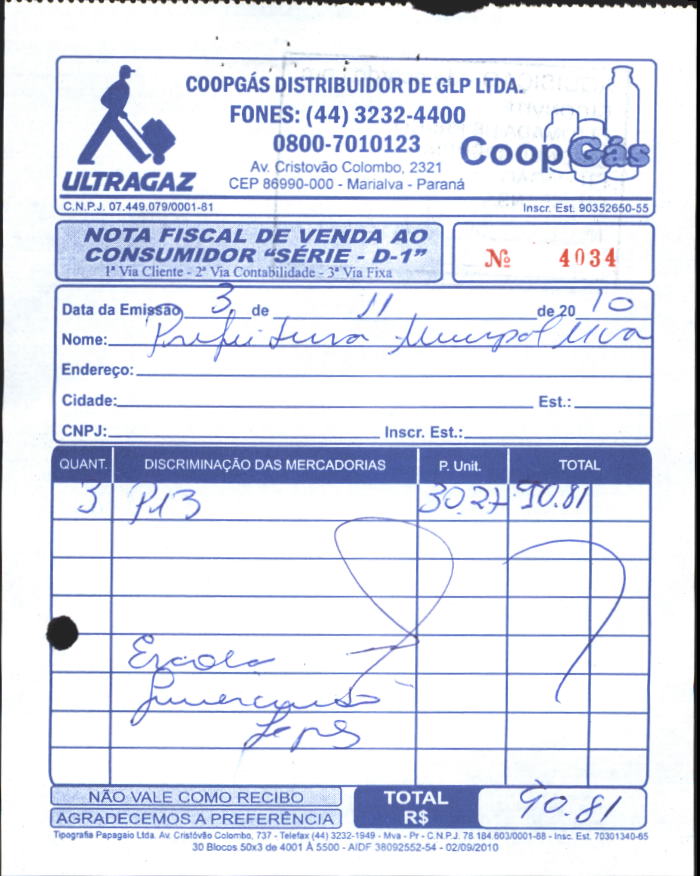 COOPGÁS DISTRIBUIDOR DE GLP LTDA.
FONES: (44) 3232-4400
0800-7010123
Av. Cristovão Colombo, 2321
CEP 86990-000 - Marialva - Paraná
ULTRAGAZ
CoopGás
C.N.P.J. 07.449.079/0001-81 Inscr. Est. 90352650-55
NOTA FISCAL DE VENDA AO
CONSUMIDOR "SÉRIE - D-1"
1ª Via Cliente - 2ª Via Contabilidade - 3ª Via Fixa
Nº 4034
Data da Emissão 3 de 11 de 20 10
Nome: Prefeitura
Endereço:
Cidade: Est.:
CNPJ: Inscr. Est.:
QUANT. DISCRIMINAÇÃO DAS MERCADORIAS P. Unit. TOTAL
3 P13 30.27 90.81
Escola
NÃO VALE COMO RECIBO
AGRADECEMOS A PREFERÊNCIA
TOTAL
R$ 90.81
Tipografia Papagaio Ltda. Av. Cristóvão Colombo, 737 - Telefax (44) 3232-1949 - Mva - Pr - C.N.P.J. 78 184.603/0001-68 - Insc. Est. 70301340-65
30 Blocos 50x3 de 4001 À 5500 - AIDF 38092552-54 - 02/09/2010